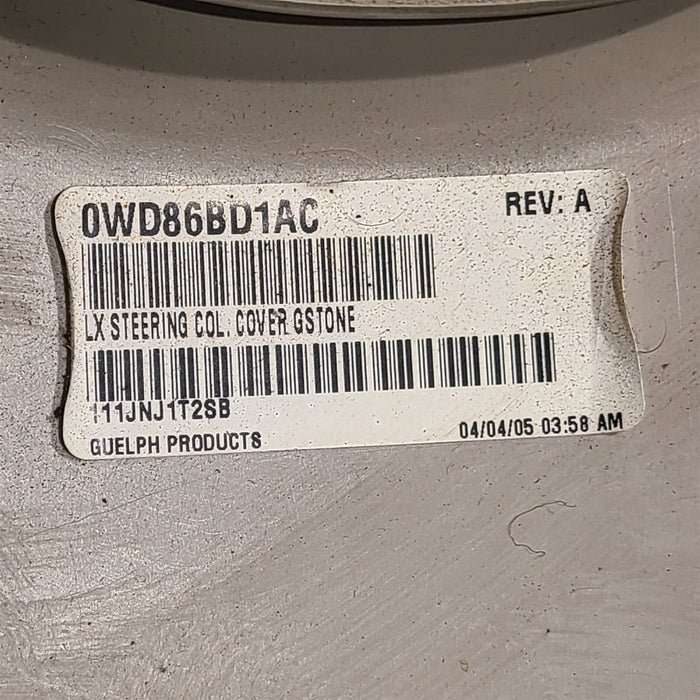 0WD86BD1AC
REV: A
LX STEERING COL. COVER GSTONE
111JNJ1T2SB
GUELPH PRODUCTS
04/04/05 03:58 AM